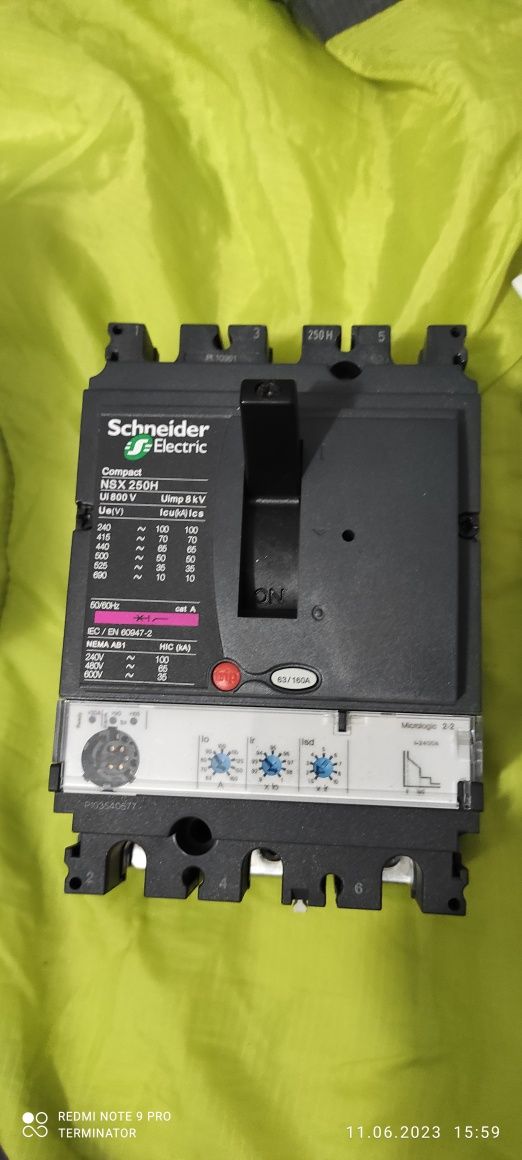 1 3 250 H 5
Schneider
Electric
Compact
NSX 250H
Ui 800 V Uimp 8 kV
Ue(V) Icu(kA) Ics
240 ~ 100 100
415 ~ 70 70
440 ~ 65 65
500 ~ 50 50
525 ~ 35 35
690 ~ 10 10
50/60Hz cat A
IEC / EN 60947-2
NEMA AB1 HIC (kA)
240V ~ 100
480V ~ 65
600V ~ 35
ON
O
63/160A
Micrologic 2-2
Io Ir Isd
A x Io x Ir
2 4 6
REDMI NOTE 9 PRO
TERMINATOR
11.06.2023 15:59